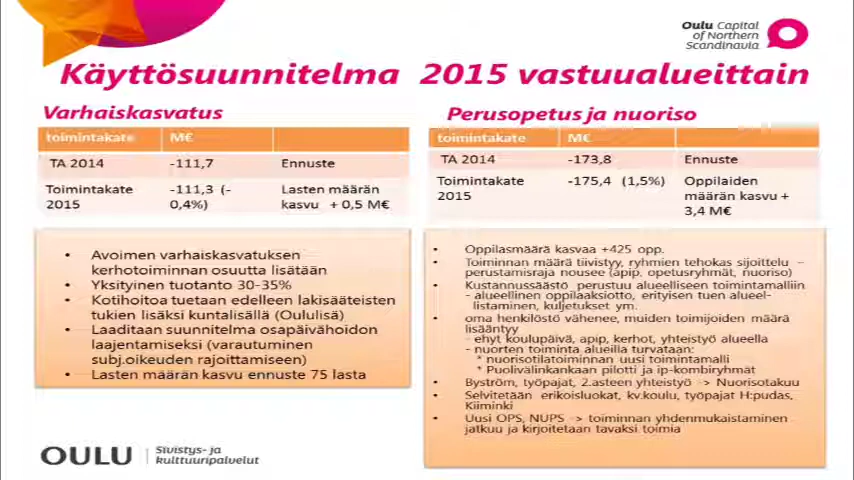 Oulu Capital
of Northern
Scandinavia
Käyttösuunnitelma 2015 vastuualueittain
Varhaiskasvatus
toimintakate M€
TA 2014 -111,7 Ennuste
Toimintakate -111,3 (- Lasten määrän
2015 0,4%) kasvu + 0,5 M€
Perusopetus ja nuoriso
toimintakate M€
TA 2014 -173,8 Ennuste
Toimintakate -175,4 (1,5%) Oppilaiden
2015 määrän kasvu +
3,4 M€
• Avoimen varhaiskasvatuksen
kerhotoiminnan osuutta lisätään
• Yksityinen tuotanto 30-35%
• Kotihoitoa tuetaan edelleen lakisääteisten
tukien lisäksi kuntalisällä (Oululisä)
• Laaditaan suunnitelma osapäivähoidon
laajentamiseksi (varautuminen
subj.oikeuden rajoittamiseen)
• Lasten määrän kasvu ennuste 75 lasta
• Oppilasmäärä kasvaa +425 opp.
• Toiminnan määrä tiivistyy, ryhmien tehokas sijoittelu –
perustamisraja nousee (apip, opetusryhmät, nuoriso)
• Kustannussäästö perustuu alueelliseen toimintamalliin
- alueellinen oppilaaksiotto, erityisen tuen alueel-
listaminen, kuljetukset ym.
• oma henkilöstö vähenee, muiden toimijoiden määrä
lisääntyy
- ehyt koulupäivä, apip, kerhot, yhteistyö alueella
- nuorten toiminta alueilla turvataan:
* nuorisotilatoiminnan uusi toimintamalli
* Puolivälinkankaan pilotti ja ip-kombiryhmät
• Byström, työpajat, 2.asteen yhteistyö -> Nuorisotakuu
• Selvitetään erikoisluokat, kv.koulu, työpajat H:pudas,
Kiiminki
• Uusi OPS, NUPS -> toiminnan yhdenmukaistaminen
jatkuu ja kirjoitetaan tavaksi toimia
OULU Sivistys- ja
kulttuuripalvelut